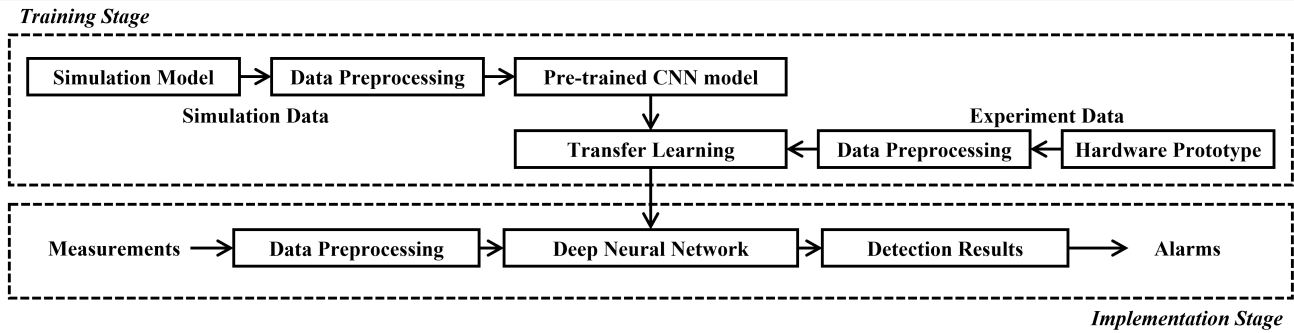 Training Stage
Simulation Model
Data Preprocessing
Pre-trained CNN model
Simulation Data
Experiment Data
Transfer Learning
Data Preprocessing
Hardware Prototype
Measurements
Data Preprocessing
Deep Neural Network
Detection Results
Alarms
Implementation Stage